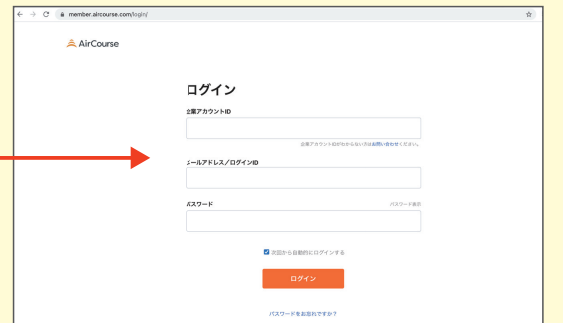 member.aircourse.com/login/
AirCourse
ログイン
企業アカウントID
企業アカウントIDがわからない方はお問い合わせください。
メールアドレス/ログインID
パスワード
パスワード表示
次回から自動的にログインする
ログイン
パスワードをお忘れですか?